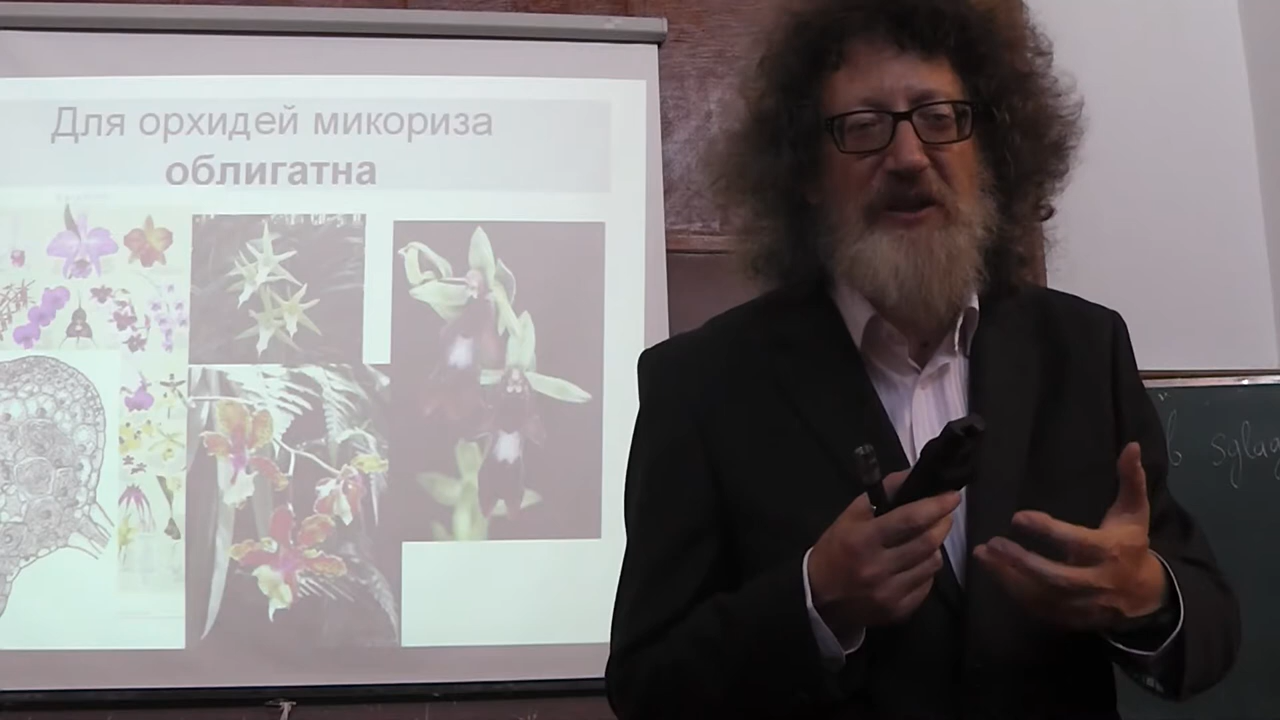 Для орхидей микориза
облигатна